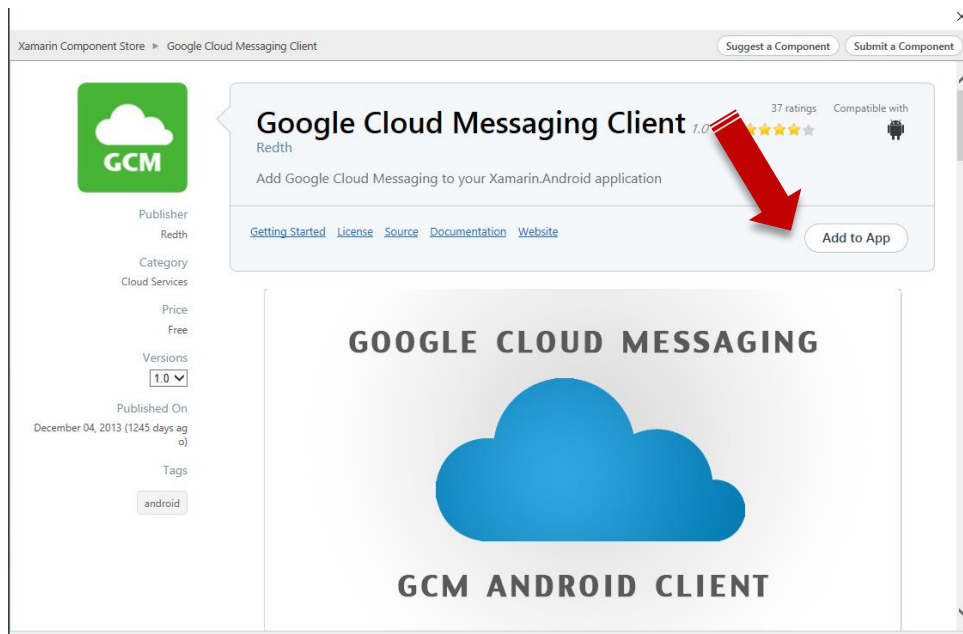 Xamarin Component Store ▶ Google Cloud Messaging Client
Suggest a Component
Submit a Component
GCM
Google Cloud Messaging Client 1.0
Redth
Add Google Cloud Messaging to your Xamarin.Android application
37 ratings
Compatible with
Getting Started License Source Documentation Website
Add to App
Publisher
Redth
Category
Cloud Services
Price
Free
Versions
1.0
Published On
December 04, 2013 (1245 days ag
o)
Tags
android
GOOGLE CLOUD MESSAGING
GCM ANDROID CLIENT